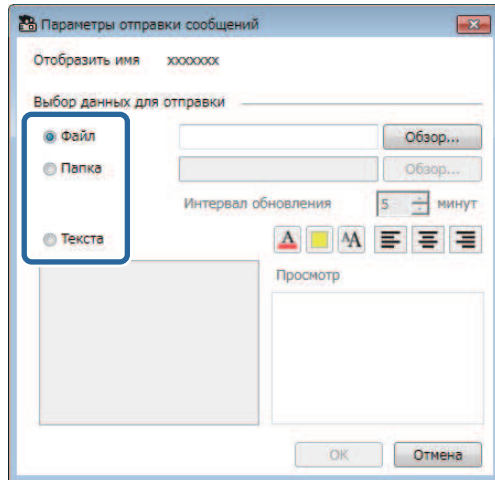 Параметры отправки сообщений
Отобразить имя xxxxxxx
Выбор данных для отправки
Файл Обзор...
Папка Обзор...
Интервал обновления 5 минут
Текста A AA
Просмотр
OK Отмена